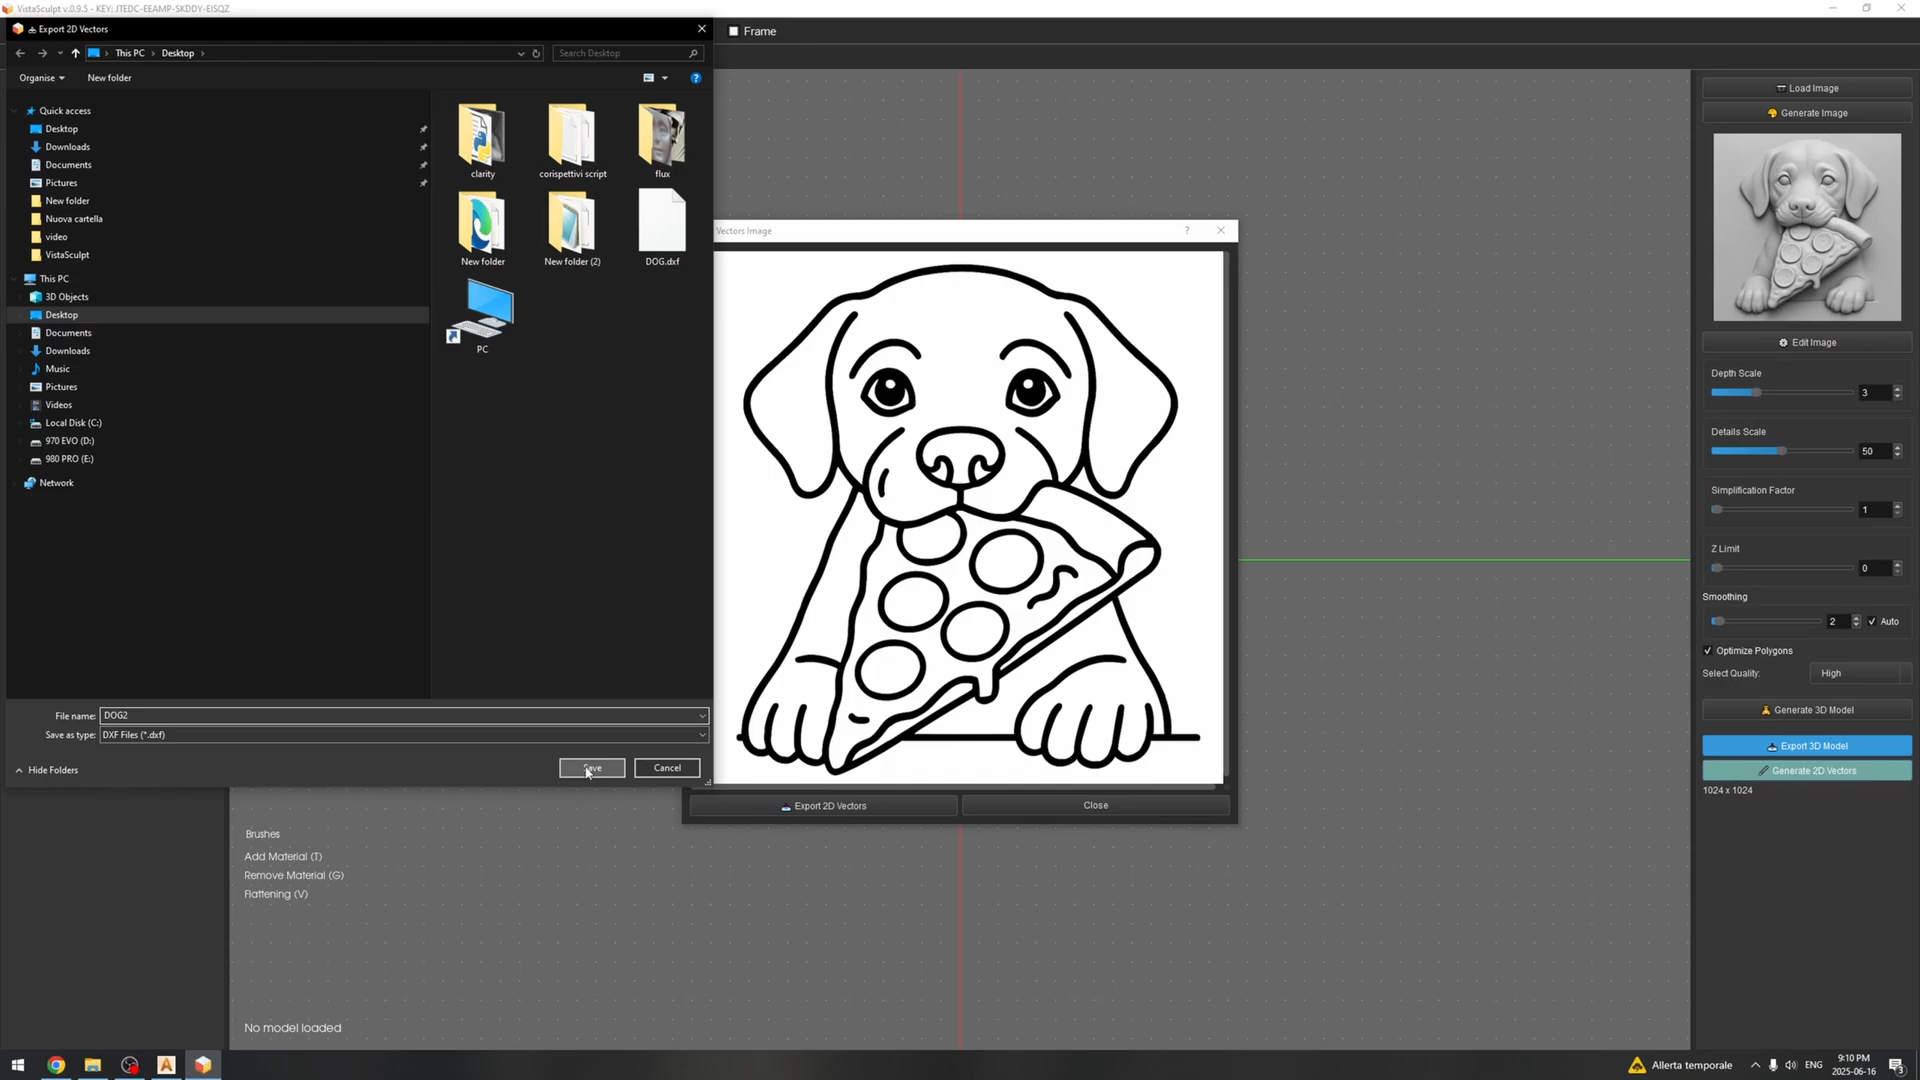 VistaSculpt v.0.9.5 - KEY: JTEDC-EEAMP-SKDDY-EISQZ
Export 2D Vectors
Frame
This PC
Desktop
Search Desktop
Organise
New folder
Quick access
Desktop
Downloads
Documents
Pictures
New folder
Nuova cartella
video
VistaSculpt
This PC
3D Objects
Desktop
Documents
Downloads
Music
Pictures
Videos
Local Disk (C:)
970 EVO (D:)
980 PRO (E:)
Network
clarity
corispettivi script
flux
New folder
New folder (2)
DOG.dxf
PC
File name: DOG2
Save as type: DXF Files (*.dxf)
Hide Folders
Save
Cancel
Vectors Image
Export 2D Vectors
Close
Load Image
Generate Image
Edit Image
Depth Scale
3
Details Scale
50
Simplification Factor
1
Z Limit
0
Smoothing
2
Auto
Optimize Polygons
Select Quality: High
Generate 3D Model
Export 3D Model
Generate 2D Vectors
1024 x 1024
Brushes
Add Material (T)
Remove Material (G)
Flattening (V)
No model loaded
Allerta temporale
ENG
9:10 PM
2025-06-16
3